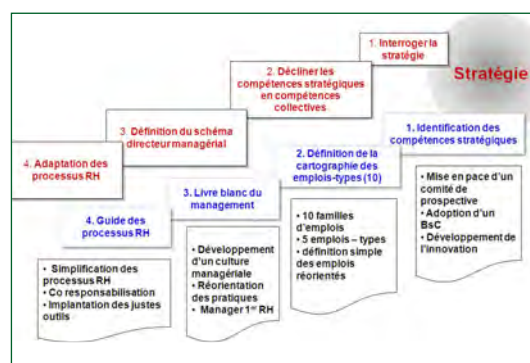 1. Interroger la
stratégie
Stratégie
2. Décliner les
compétences stratégiques
en compétences
collectives
1. Identification des
compétences stratégiques
3. Définition du schéma
directeur managérial
2. Définition de la
cartographie des
emplois-types (10)
• Mise en pace d'un
comité de
prospective
• Adoption d'un
BsC
• Développement de
l'innovation
4. Adaptation des
processus RH
3. Livre blanc du
management
• 10 familles
d'emplois
• 5 emplois – types
• définition simple
des emplois
réorientés
4. Guide des
processus RH
• Développement
d'un culture
managériale
• Réorientation
des pratiques
• Manager 1er RH
• Simplification des
processus RH
• Co responsabilisation
• Implantation des justes
outils